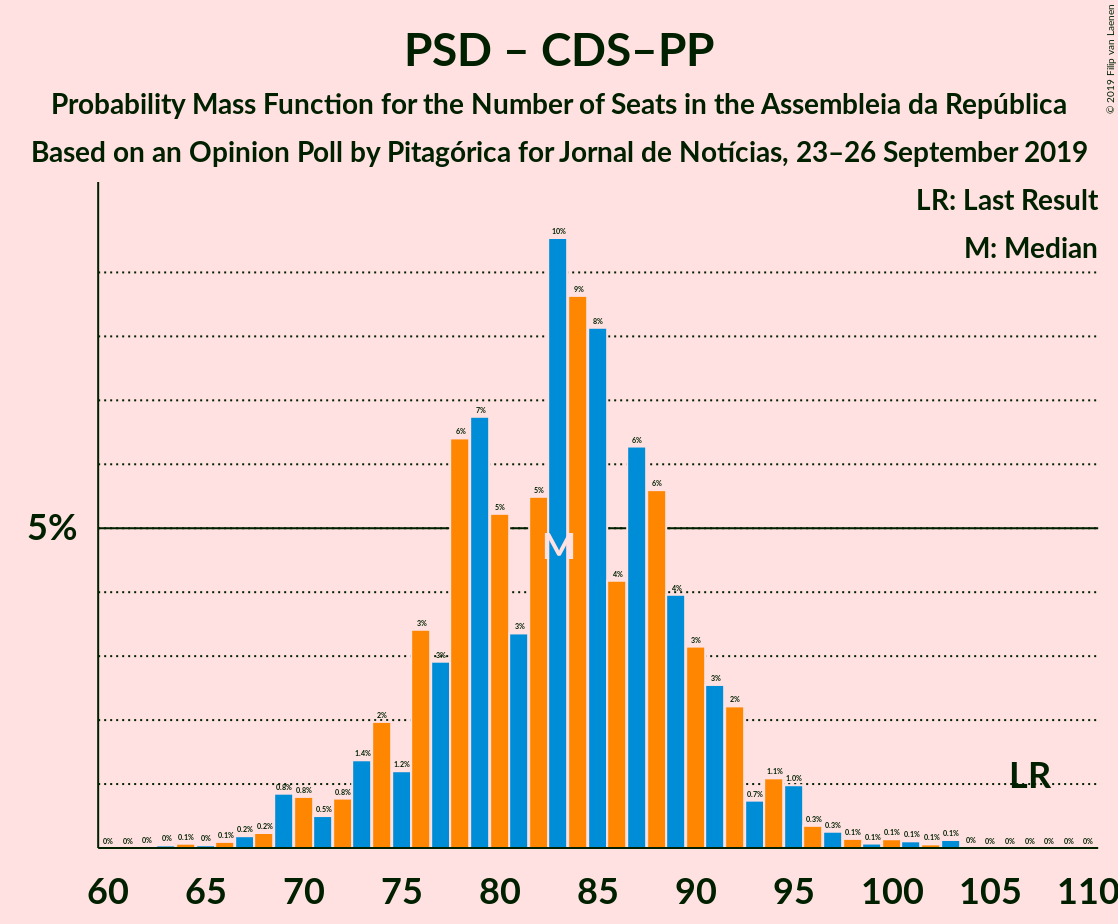 PSD – CDS–PP
Probability Mass Function for the Number of Seats in the Assembleia da República
Based on an Opinion Poll by Pitagórica for Jornal de Notícias, 23–26 September 2019
© 2019 Filip van Laenen
LR: Last Result
M: Median
5%
0% 0% 0% 0% 0.1% 0% 0.1% 0.2% 0.2% 0.8% 0.8% 0.5% 0.8% 1.4% 2% 1.2% 3% 3% 6% 7% 5% 3% 5% 10% 9% 8% 4% 6% 6% 4% 3% 3% 2% 0.7% 1.1% 1.0% 0.3% 0.3% 0.1% 0.1% 0.1% 0.1% 0.1% 0.1% 0% 0% 0% 0% 0% 0% 0%
M
LR
60 65 70 75 80 85 90 95 100 105 110